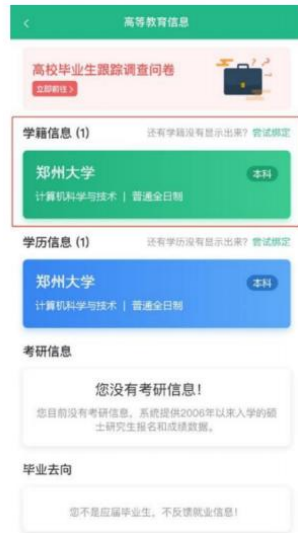 高等教育信息
高校毕业生跟踪调查问卷
立即前往 >
学籍信息 (1) 还有学籍没有显示出来? 尝试绑定
郑州大学 本科
计算机科学与技术 | 普通全日制
学历信息 (1) 还有学历没有显示出来? 尝试绑定
郑州大学 本科
计算机科学与技术 | 普通全日制
考研信息
您没有考研信息!
您目前没有考研信息，系统提供2006年以来入学的硕
士研究生报名和成绩数据。
毕业去向
您不是应届毕业生，不反馈就业信息!